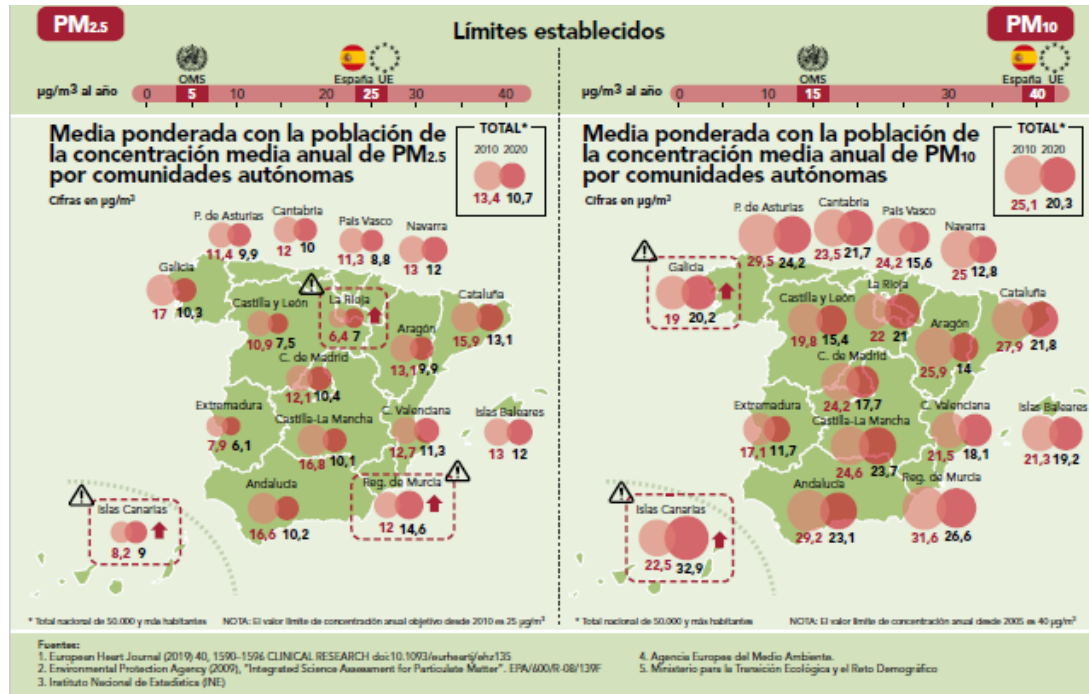 PM2.5
Límites establecidos
PM10
OMS
España UE
µg/m3 al año
0 5 10 20 25 30 40
OMS
España UE
µg/m3 al año
0 10 15 20 30 40
Media ponderada con la población de
la concentración media anual de PM2.5
por comunidades autónomas
Cifras en µg/m³
TOTAL*
2010 2020
13,4 10,7
P. de Asturias
11,4 9,9
Cantabria
12 10
País Vasco
11,3 8,8
Navarra
13 12
Galicia
17 10,3
Castilla y León
10,9 7,5
La Rioja
6,4 7
Cataluña
15,9 13,1
Aragón
13,1 9,9
C. de Madrid
12,1 10,4
Extremadura
7,9 6,1
Castilla-La Mancha
16,8 10,1
C. Valenciana
12,7 11,3
Islas Baleares
13 12
Andalucía
16,6 10,2
Reg. de Murcia
12 14,6
Islas Canarias
8,2 9
* Total nacional de 50.000 y más habitantes NOTA: El valor límite de concentración anual objetivo desde 2010 es 25 µg/m³
Media ponderada con la población de
la concentración media anual de PM10
por comunidades autónomas
Cifras en µg/m³
TOTAL*
2010 2020
25,1 20,3
P. de Asturias
29,5 24,2
Cantabria
23,5 21,7
País Vasco
24,2 15,6
Navarra
25 12,8
Galicia
19 20,2
Castilla y León
19,8 15,4
La Rioja
22 21
Cataluña
27,9 21,8
Aragón
25,9 14
C. de Madrid
24,2 17,7
Extremadura
17,1 11,7
Castilla-La Mancha
24,6 23,7
C. Valenciana
21,5 18,1
Islas Baleares
21,3 19,2
Andalucía
29,2 23,1
Reg. de Murcia
31,6 26,6
Islas Canarias
22,5 32,9
* Total nacional de 50.000 y más habitantes NOTA: El valor límite de concentración anual desde 2005 es 40 µg/m³
Fuentes:
1. European Heart Journal (2019) 40, 1590–1596 CLINICAL RESEARCH doi:10.1093/eurheartj/ehz135
2. Environmental Protection Agency (2009), "Integrated Science Assessment for Particulate Matter". EPA/600/R-08/139F
3. Instituto Nacional de Estadística (INE)
4. Agencia Europea del Medio Ambiente.
5. Ministerio para la Transición Ecológica y el Reto Demográfico